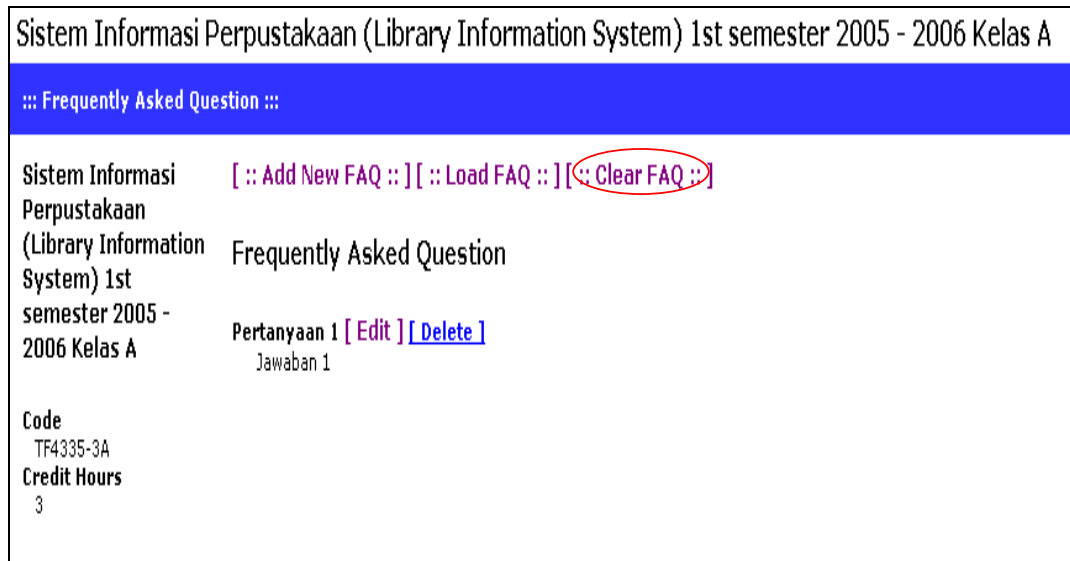 Sistem Informasi Perpustakaan (Library Information System) 1st semester 2005 - 2006 Kelas A
::: Frequently Asked Question :::
Sistem Informasi
Perpustakaan
(Library Information
System) 1st
semester 2005 -
2006 Kelas A
Code
TF4335-3A
Credit Hours
3
[ :: Add New FAQ :: ] [ :: Load FAQ :: ] [ :: Clear FAQ :: ]
Frequently Asked Question
Pertanyaan 1 [ Edit ] [ Delete ]
Jawaban 1